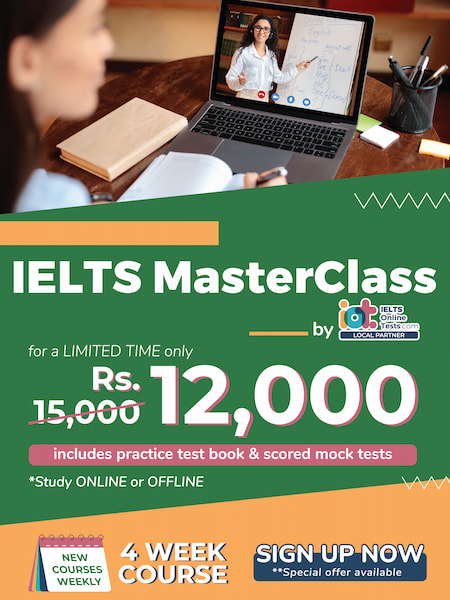 IELTS MasterClass
by iot IELTS
Online
Tests.com
LOCAL PARTNER
for a LIMITED TIME only
Rs.
15,000 12,000
includes practice test book & scored mock tests
*Study ONLINE or OFFLINE
NEW
COURSES
WEEKLY
4 WEEK
COURSE
SIGN UP NOW
**Special offer available